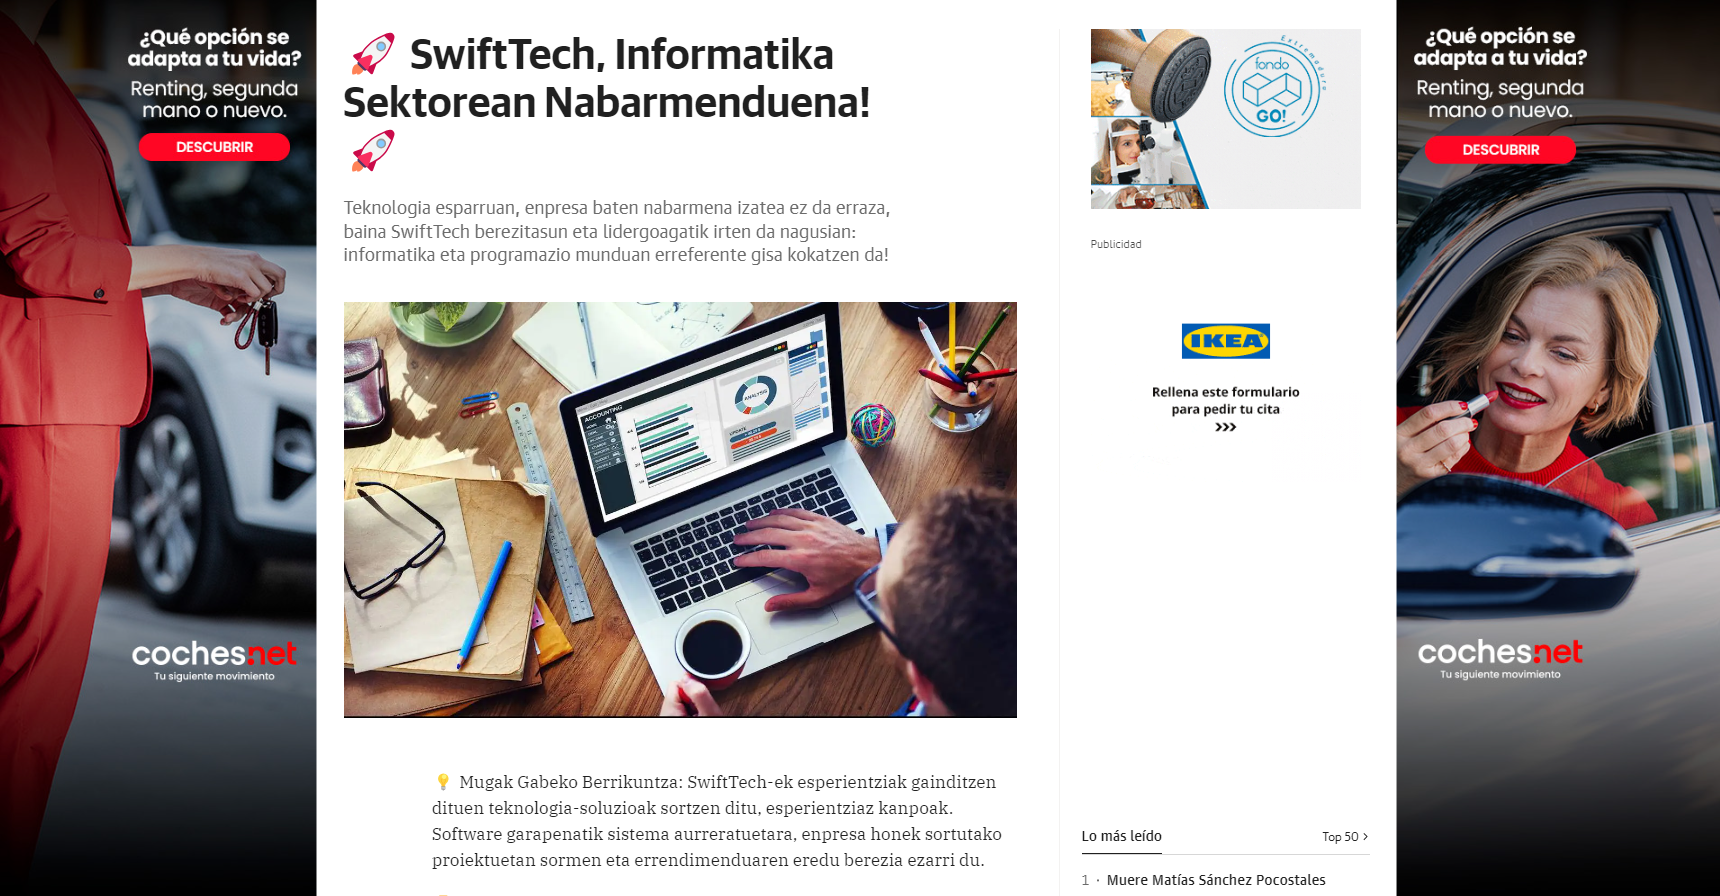 ¿Qué opción se
adapta a tu vida?
Renting, segunda
mano o nuevo.
DESCUBRIR
coches.net
Tu siguiente movimiento
🚀 SwiftTech, Informatika
Sektorean Nabarmenduena!
🚀
Teknologia esparruan, enpresa baten nabarmena izatea ez da erraza,
baina SwiftTech berezitasun eta lidergoagatik irten da nagusian:
informatika eta programazio munduan erreferente gisa kokatzen da!
ACCOUNTING
ANALYSIS
UPDATE
💡 Mugak Gabeko Berrikuntza: SwiftTech-ek esperientziak gainditzen
dituen teknologia-soluzioak sortzen ditu, esperientziaz kanpoak.
Software garapenatik sistema aurreratuetara, enpresa honek sortutako
proiektuetan sormen eta errendimenduaren eredu berezia ezarri du.
Extremadura
fondo
GO!
Publicidad
IKEA
Rellena este formulario
para pedir tu cita
>>>
Lo más leído
Top 50 >
1 · Muere Matías Sánchez Pocostales
¿Qué opción se
adapta a tu vida?
Renting, segunda
mano o nuevo.
DESCUBRIR
coches.net
Tu siguiente movimiento